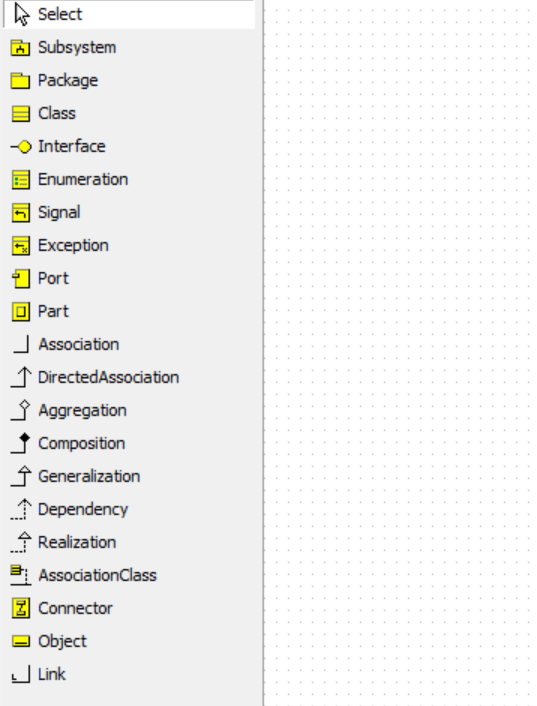 Select
Subsystem
Package
Class
Interface
Enumeration
Signal
Exception
Port
Part
Association
DirectedAssociation
Aggregation
Composition
Generalization
Dependency
Realization
AssociationClass
Connector
Object
Link